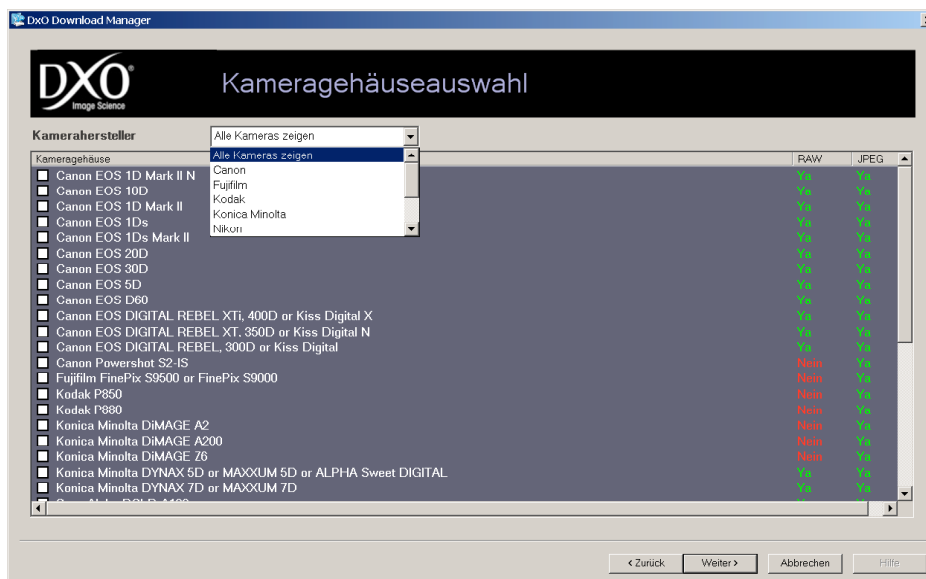 DxO Download Manager
DXO®
Image Science
Kameragehäuseauswahl
Kamerahersteller
Alle Kameras zeigen
Alle Kameras zeigen
Canon
Fujifilm
Kodak
Konica Minolta
Nikon
Kameragehäuse RAW JPEG
Canon EOS 1D Mark II N Ya Ya
Canon EOS 10D Ya Ya
Canon EOS 1D Mark II Ya Ya
Canon EOS 1Ds Ya Ya
Canon EOS 1Ds Mark II Ya Ya
Canon EOS 20D Ya Ya
Canon EOS 30D Ya Ya
Canon EOS 5D Ya Ya
Canon EOS D60 Ya Ya
Canon EOS DIGITAL REBEL XTi, 400D or Kiss Digital X Ya Ya
Canon EOS DIGITAL REBEL XT, 350D or Kiss Digital N Ya Ya
Canon EOS DIGITAL REBEL, 300D or Kiss Digital Ya Ya
Canon Powershot S2-IS Nein Ya
Fujifilm FinePix S9500 or FinePix S9000 Nein Ya
Kodak P850 Nein Ya
Kodak P880 Nein Ya
Konica Minolta DiMAGE A2 Nein Ya
Konica Minolta DiMAGE A200 Nein Ya
Konica Minolta DiMAGE Z6 Nein Ya
Konica Minolta DYNAX 5D or MAXXUM 5D or ALPHA Sweet DIGITAL Ya Ya
Konica Minolta DYNAX 7D or MAXXUM 7D Ya Ya
< Zurück Weiter > Abbrechen Hilfe